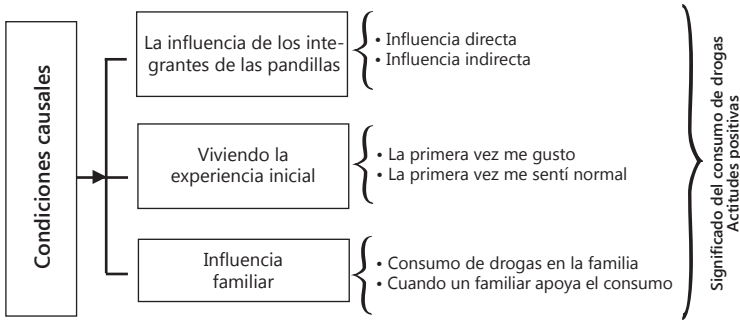 Condiciones causales
La influencia de los inte-
grantes de las pandillas
• Influencia directa
• Influencia indirecta
Viviendo la
experiencia inicial
• La primera vez me gusto
• La primera vez me sentí normal
Influencia
familiar
• Consumo de drogas en la familia
• Cuando un familiar apoya el consumo
Significado del consumo de drogas
Actitudes positivas